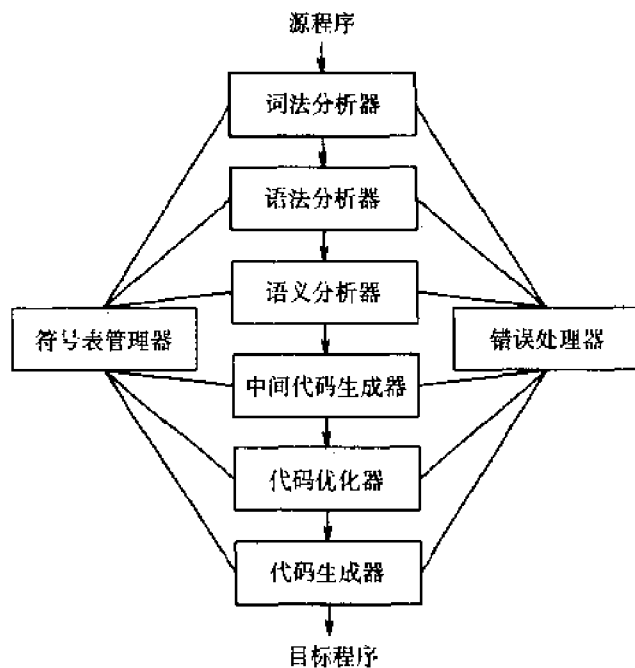 源程序
词法分析器
语法分析器
语义分析器
符号表管理器
错误处理器
中间代码生成器
代码优化器
代码生成器
目标程序